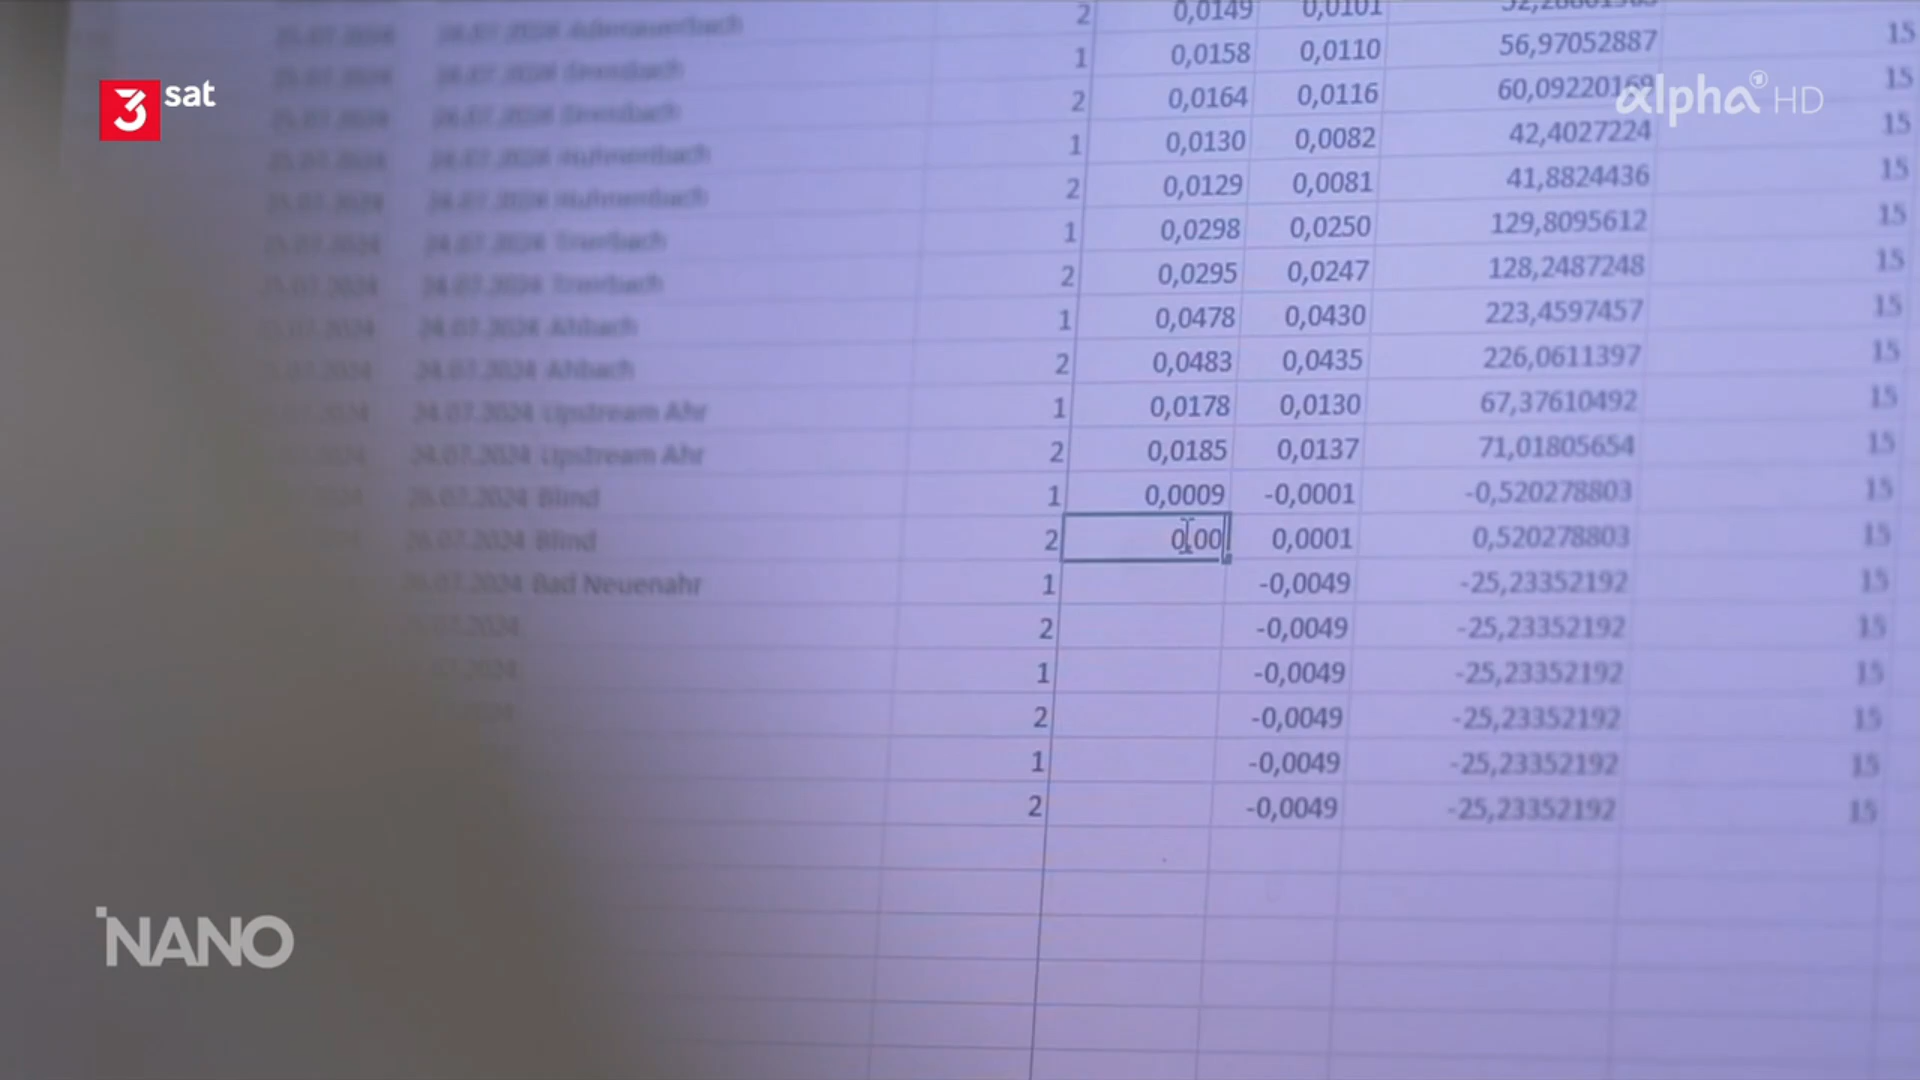 2 0,0149 0,0101
1 0,0158 0,0110 56,97052887 15
2 0,0164 0,0116 60,09220169 15
1 0,0130 0,0082 42,4027224 15
2 0,0129 0,0081 41,8824436 15
1 0,0298 0,0250 129,8095612 15
2 0,0295 0,0247 128,2487248 15
24.07.2024 Ahbach 1 0,0478 0,0430 223,4597457 15
24.07.2024 Ahbach 2 0,0483 0,0435 226,0611397 15
24.07.2024 Upstream Ahr 1 0,0178 0,0130 67,37610492 15
24.07.2024 Upstream Ahr 2 0,0185 0,0137 71,01805654 15
26.07.2024 Blind 1 0,0009 -0,0001 -0,520278803 15
26.07.2024 Blind 2 0,00 0,0001 0,520278803 15
26.07.2024 Bad Neuenahr 1 -0,0049 -25,23352192 15
2 -0,0049 -25,23352192 15
1 -0,0049 -25,23352192 15
2 -0,0049 -25,23352192 15
1 -0,0049 -25,23352192 15
2 -0,0049 -25,23352192 15
3sat
alpha HD
NANO